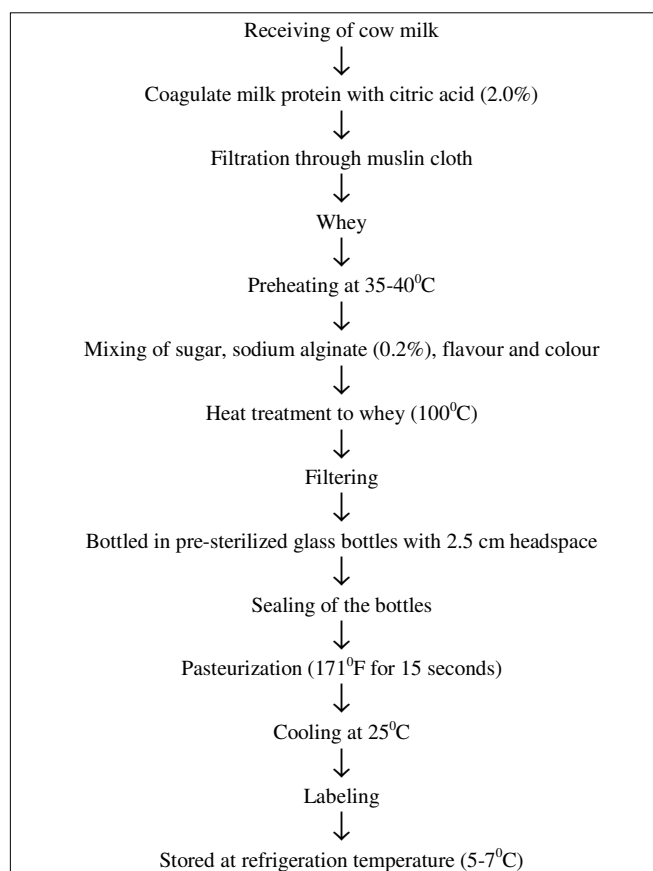 Receiving of cow milk
Coagulate milk protein with citric acid (2.0%)
Filtration through muslin cloth
Whey
Preheating at 35-40⁰C
Mixing of sugar, sodium alginate (0.2%), flavour and colour
Heat treatment to whey (100⁰C)
Filtering
Bottled in pre-sterilized glass bottles with 2.5 cm headspace
Sealing of the bottles
Pasteurization (171⁰F for 15 seconds)
Cooling at 25⁰C
Labeling
Stored at refrigeration temperature (5-7⁰C)